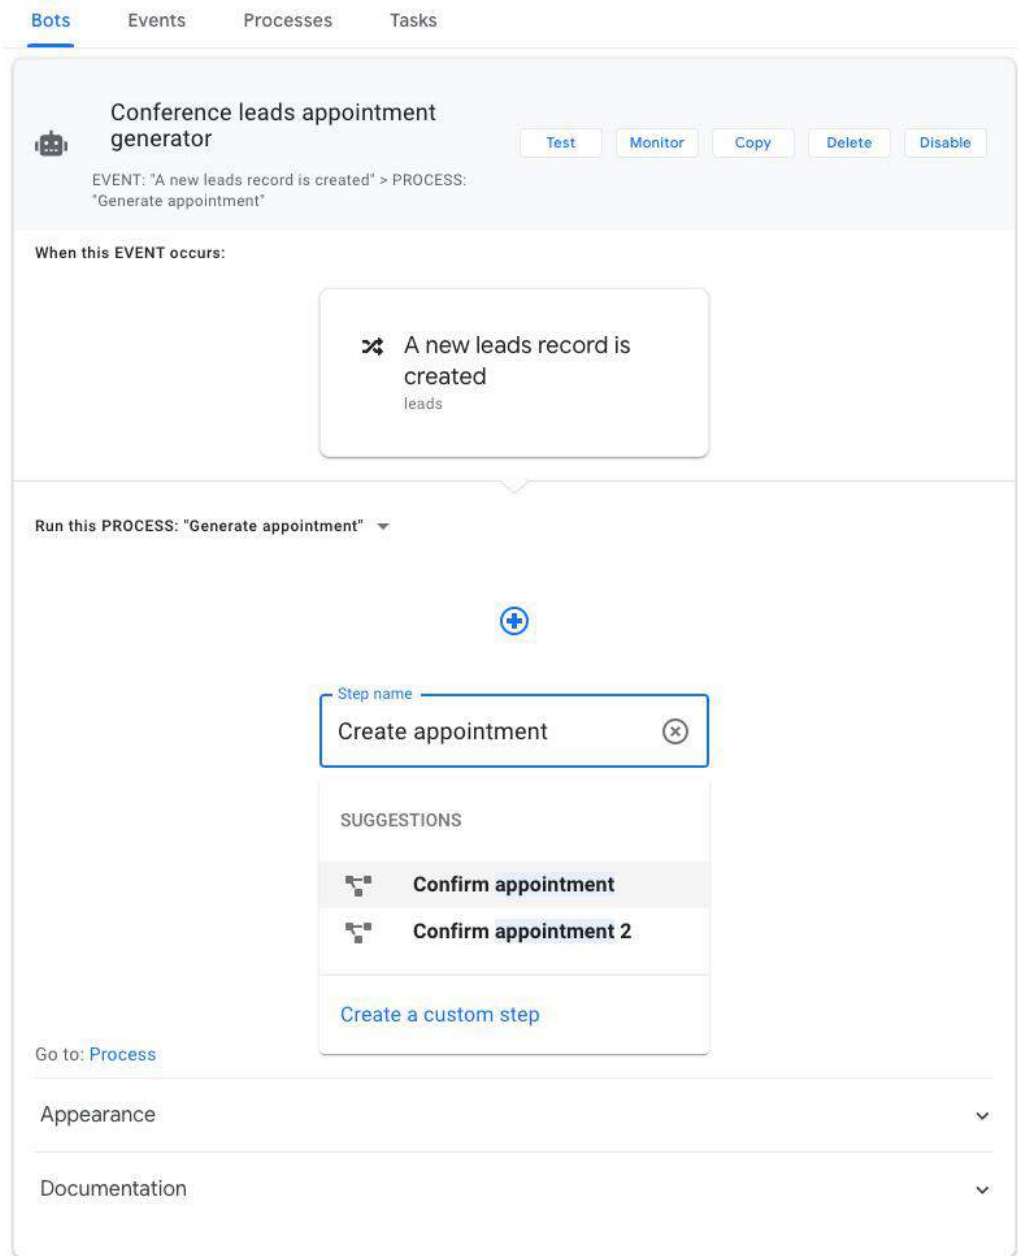 Bots Events Processes Tasks
Conference leads appointment
generator
Test Monitor Copy Delete Disable
EVENT: "A new leads record is created" > PROCESS:
"Generate appointment"
When this EVENT occurs:
A new leads record is
created
leads
Run this PROCESS: "Generate appointment"
Step name
Create appointment
SUGGESTIONS
Confirm appointment
Confirm appointment 2
Create a custom step
Go to: Process
Appearance
Documentation